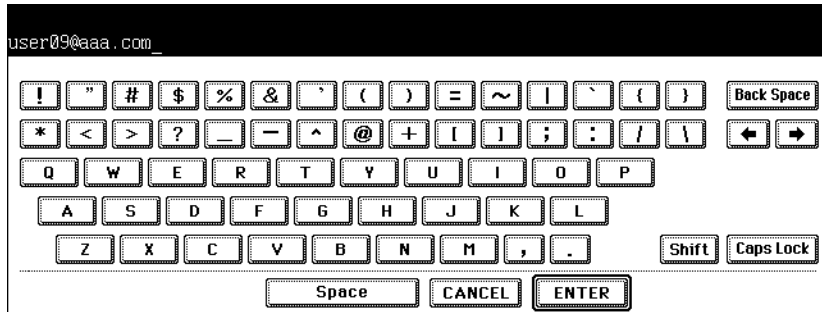 user09@aaa.com_
! " # $ % & ' ( ) = ~ | ` { } Back Space
* < > ? _ - ^ @ + [ ] ; : / \ ← →
Q W E R T Y U I O P
A S D F G H J K L
Z X C V B N M , . Shift Caps Lock
Space CANCEL ENTER